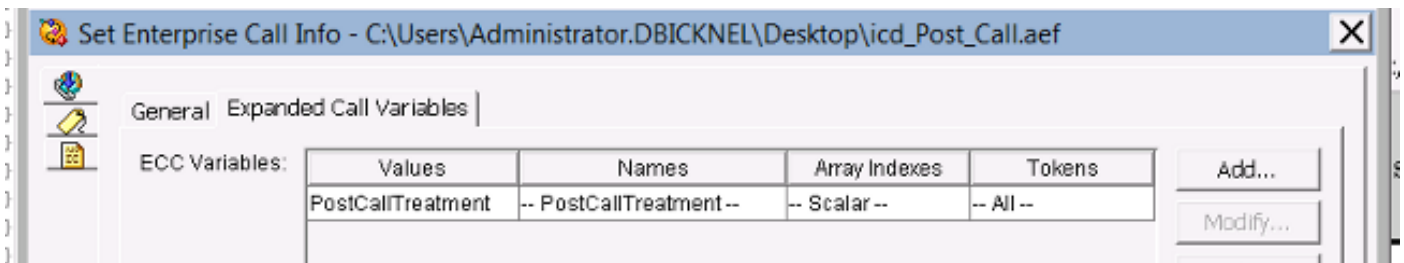 Set Enterprise Call Info - C:\Users\Administrator.DBICKNEL\Desktop\icd_Post_Call.aef
General Expanded Call Variables
ECC Variables: Values Names Array Indexes Tokens Add...
PostCallTreatment -- PostCallTreatment -- -- Scalar -- -- All --
Modify...